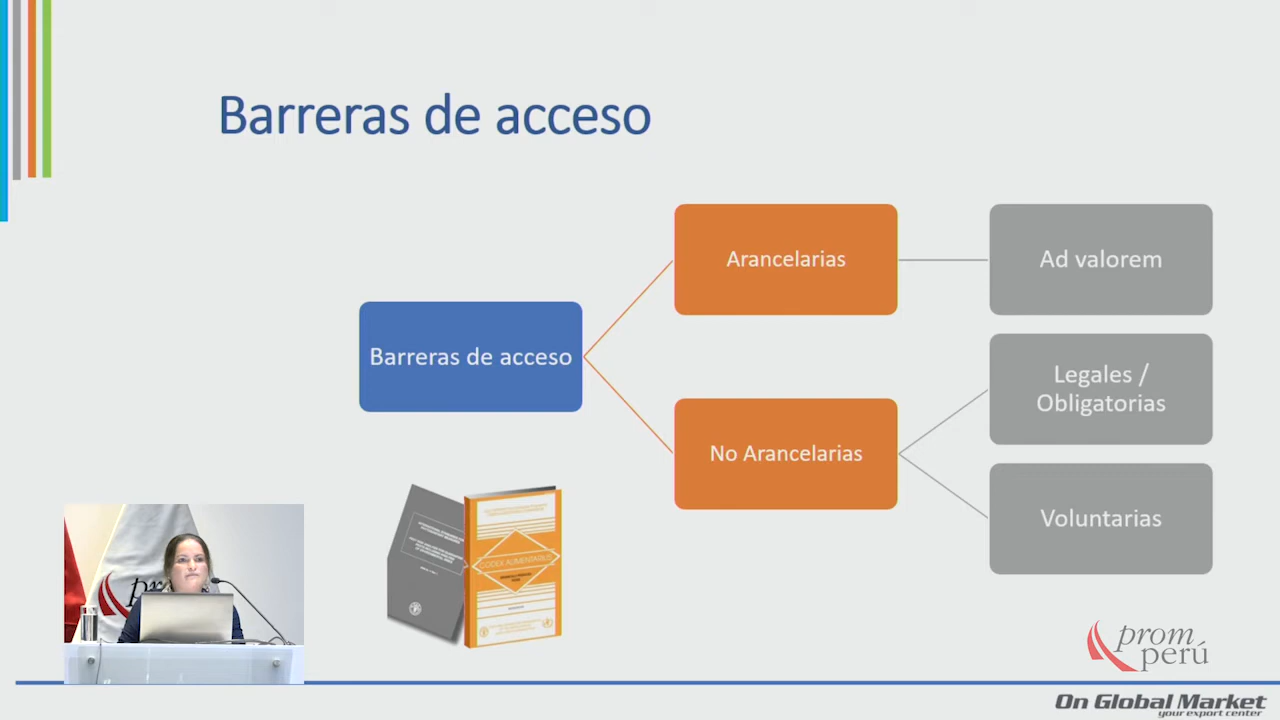 Barreras de acceso
Arancelarias
Ad valorem
Barreras de acceso
Legales /
Obligatorias
No Arancelarias
Voluntarias
CODEX ALIMENTARIUS
prom
perú
On Global Market
your export center